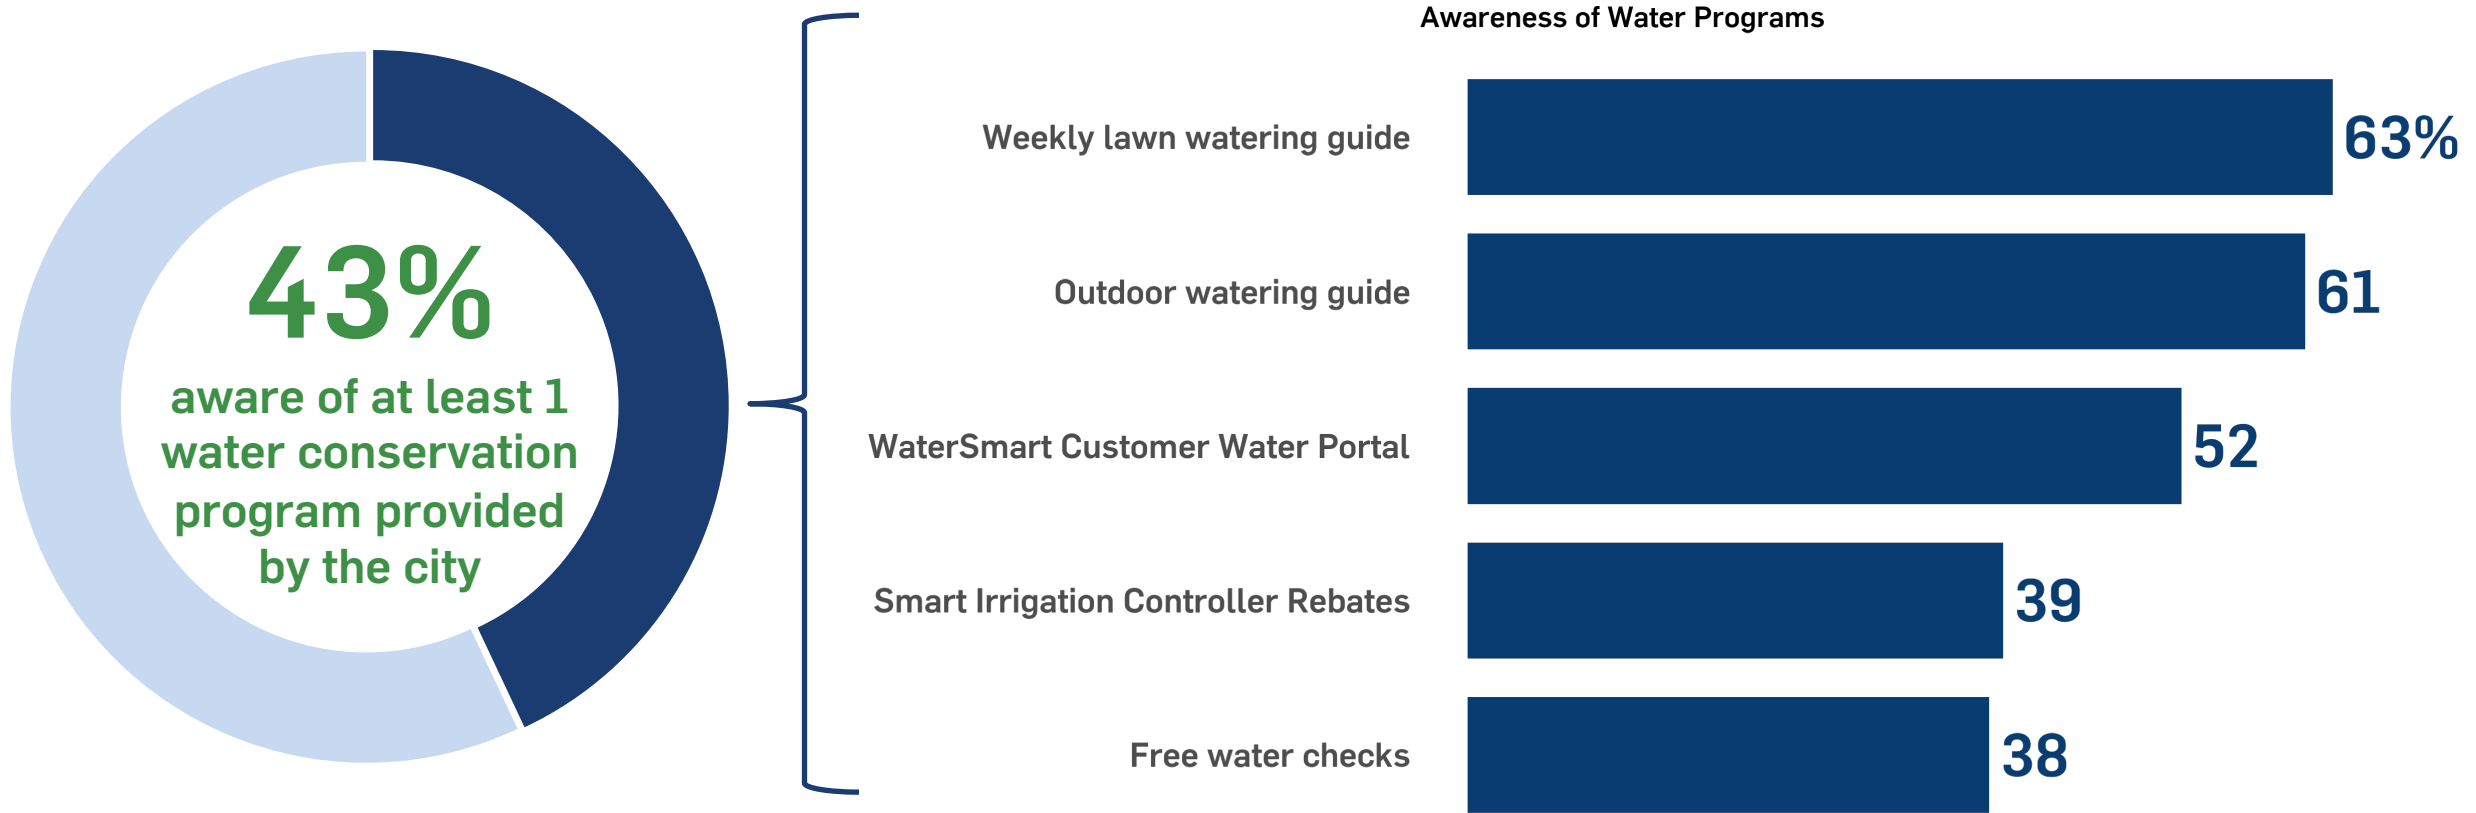 43%
aware of at least 1
water conservation
program provided
by the city
Awareness of Water Programs
Weekly lawn watering guide 63%
Outdoor watering guide 61
WaterSmart Customer Water Portal 52
Smart Irrigation Controller Rebates 39
Free water checks 38